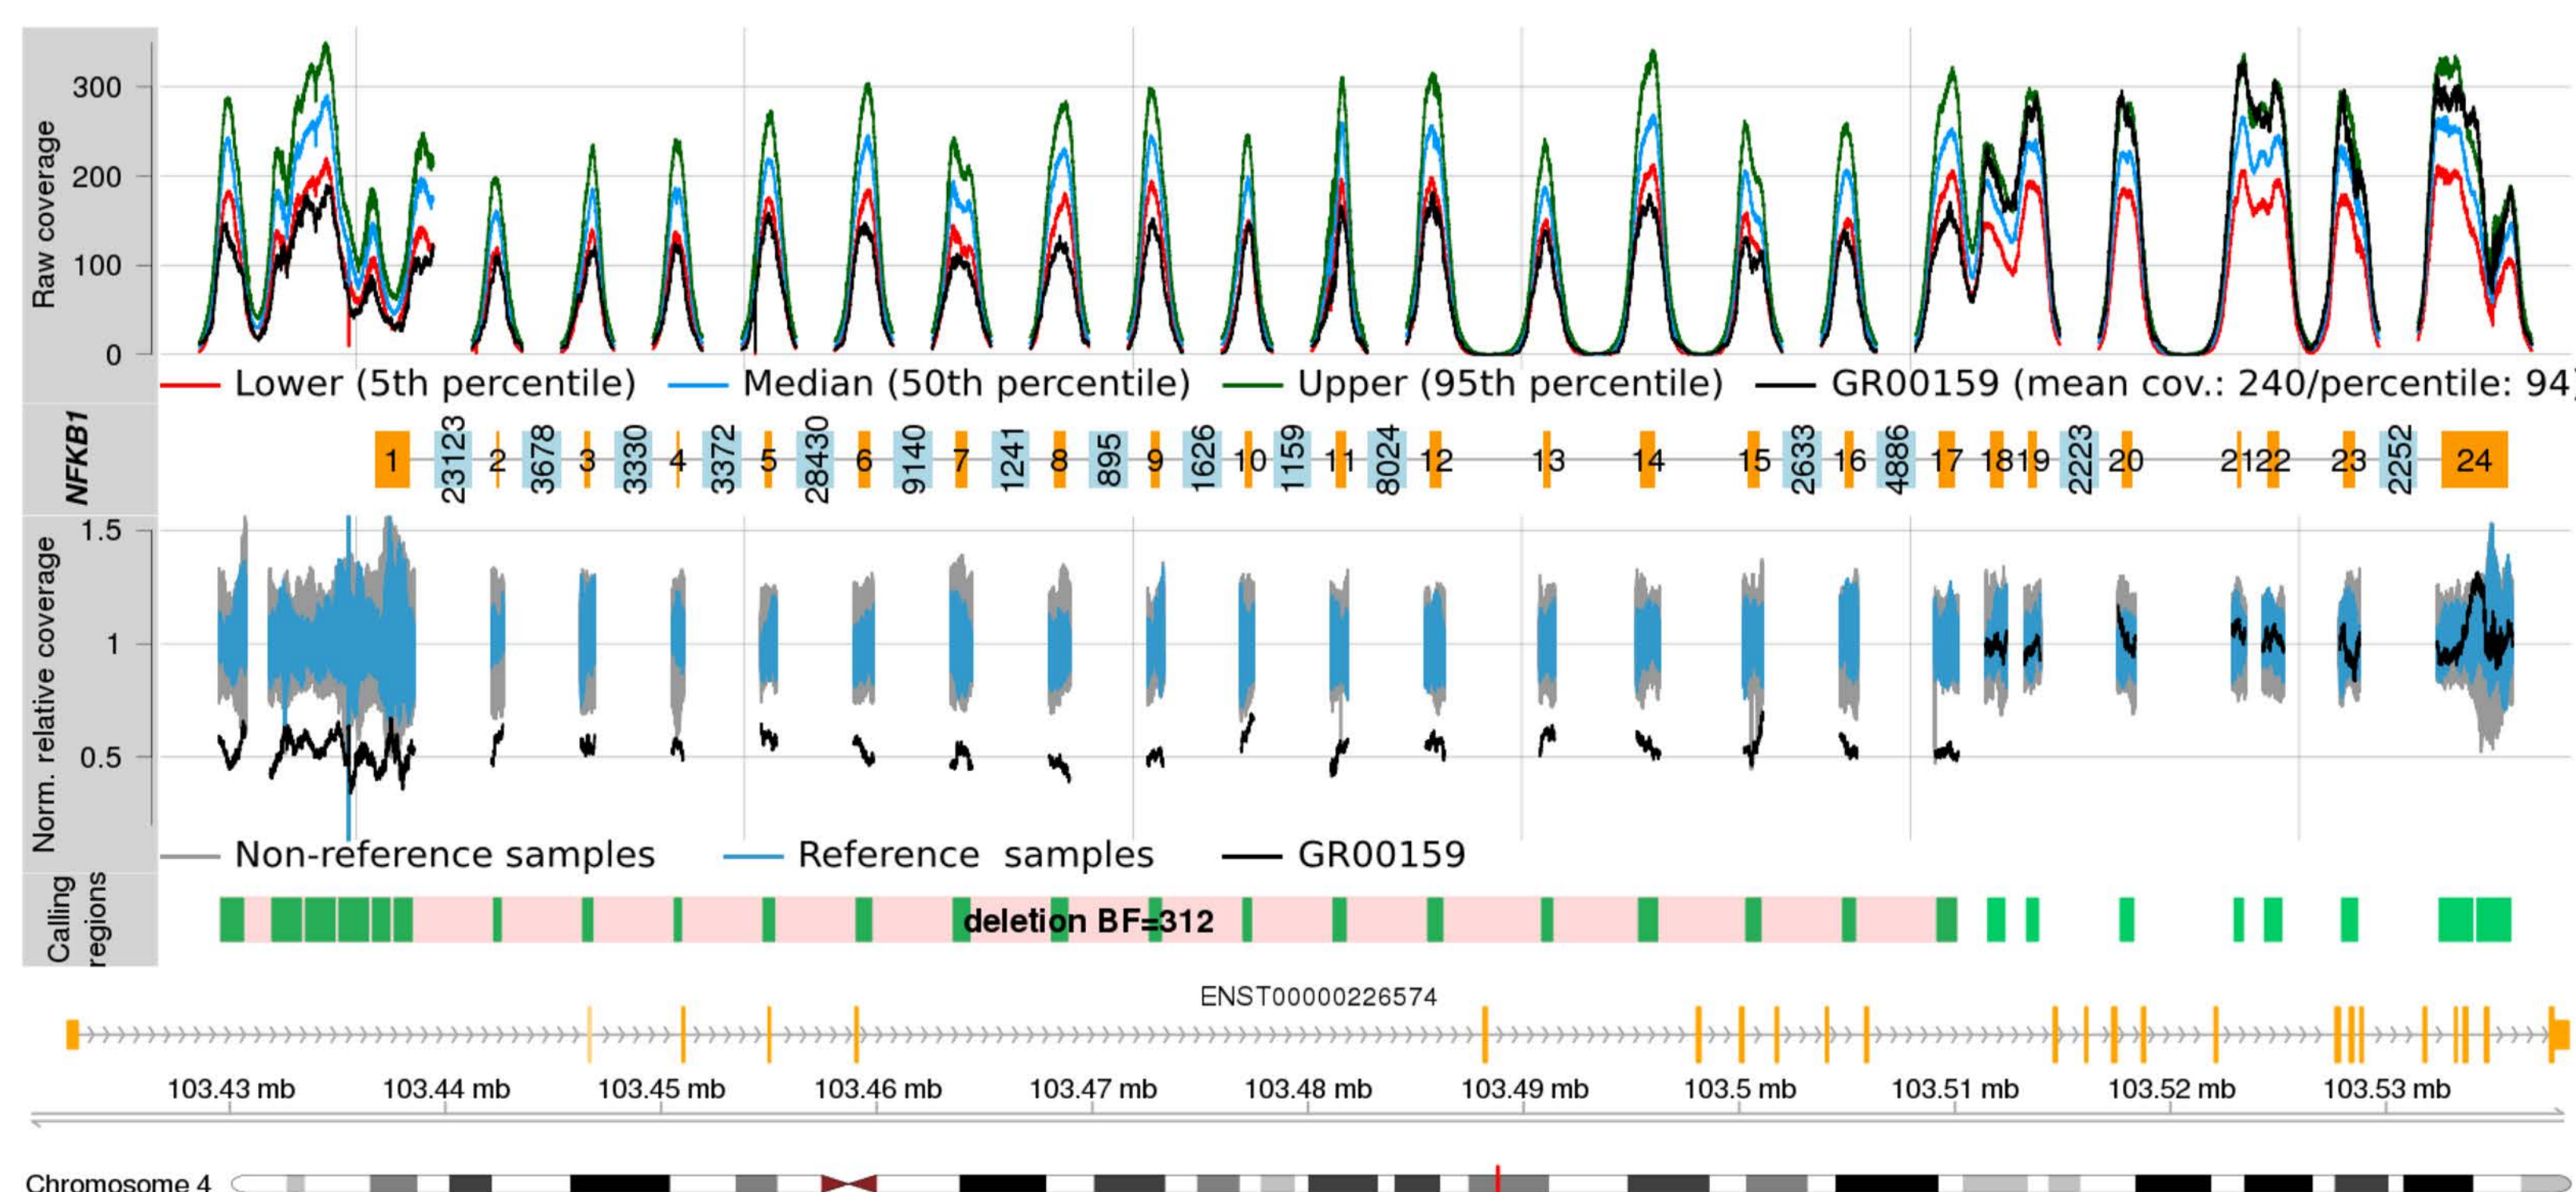 Raw coverage
300
200
100
0
Lower (5th percentile) Median (50th percentile) Upper (95th percentile) GR00159 (mean cov.: 240/percentile: 94)
NFKB1
1 23123 2 3678 3 3330 4 3372 5 28430 6 9140 7 1241 8 895 9 1626 10 1159 11 8024 12 13 14 15 2633 16 4886 17 18 19 2223 20 21 22 23 2252 24
Norm. relative coverage
1.5
1
0.5
Non-reference samples Reference samples GR00159
Calling
regions
deletion BF=312
ENST00000226574
103.43 mb 103.44 mb 103.45 mb 103.46 mb 103.47 mb 103.48 mb 103.49 mb 103.5 mb 103.51 mb 103.52 mb 103.53 mb
Chromosome 4